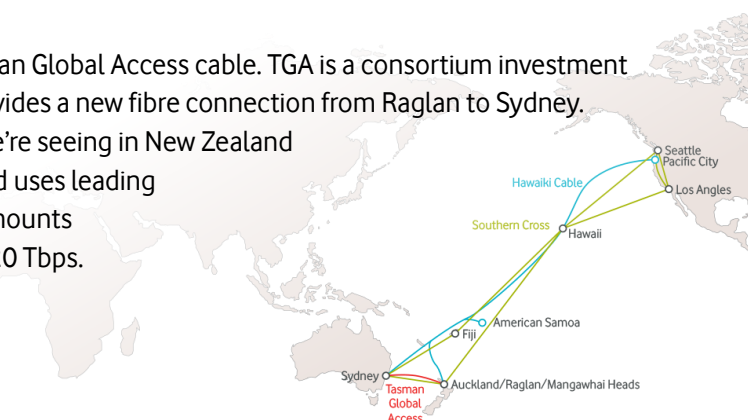 an Global Access cable. TGA is a consortium investment
vides a new fibre connection from Raglan to Sydney.
e're seeing in New Zealand
d uses leading
mounts
0 Tbps.
Seattle
Pacific City
Hawaiki Cable
Los Angles
Southern Cross
Hawaii
American Samoa
Fiji
Sydney
Auckland/Raglan/Mangawhai Heads
Tasman
Global
Access